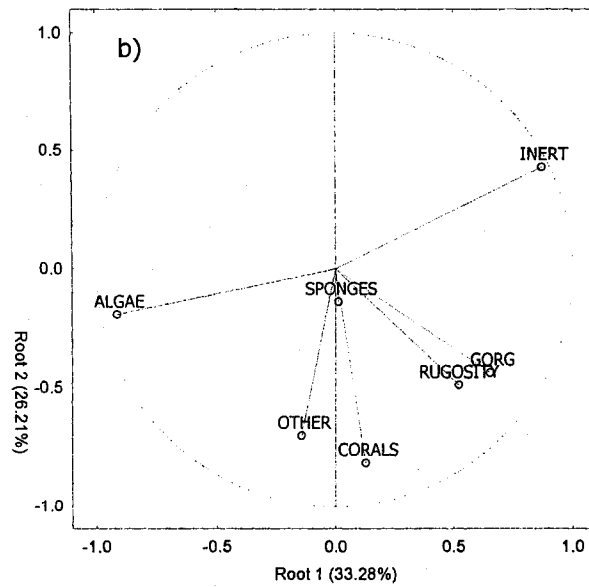 b)
1.0
0.5
0.0
-0.5
-1.0
Root 2 (26.21%)
INERT
SPONGES
ALGAE
GORG
RUGOSITY
OTHER
CORALS
-1.0 -0.5 0.0 0.5 1.0
Root 1 (33.28%)